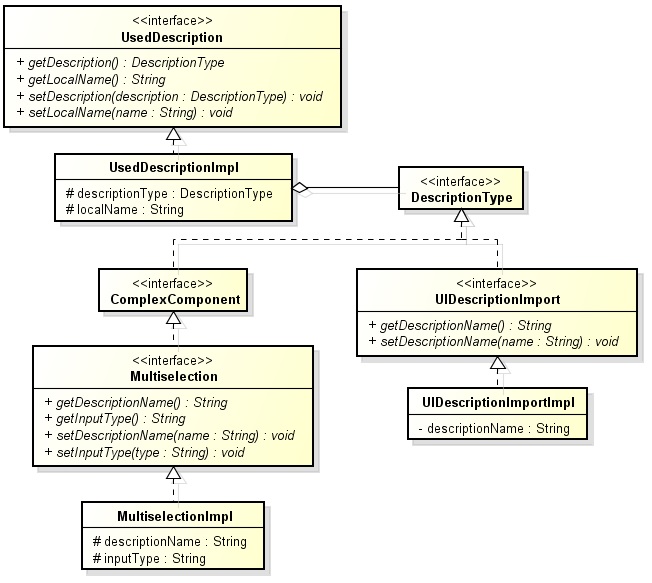 <<interface>>
UsedDescription
+ getDescription() : DescriptionType
+ getLocalName() : String
+ setDescription(description : DescriptionType) : void
+ setLocalName(name : String) : void
UsedDescriptionImpl
# descriptionType : DescriptionType
# localName : String
<<interface>>
DescriptionType
<<interface>>
ComplexComponent
<<interface>>
UIDescriptionImport
+ getDescriptionName() : String
+ setDescriptionName(name : String) : void
<<interface>>
Multiselection
+ getDescriptionName() : String
+ getInputType() : String
+ setDescriptionName(name : String) : void
+ setInputType(type : String) : void
UIDescriptionImportImpl
- descriptionName : String
MultiselectionImpl
# descriptionName : String
# inputType : String